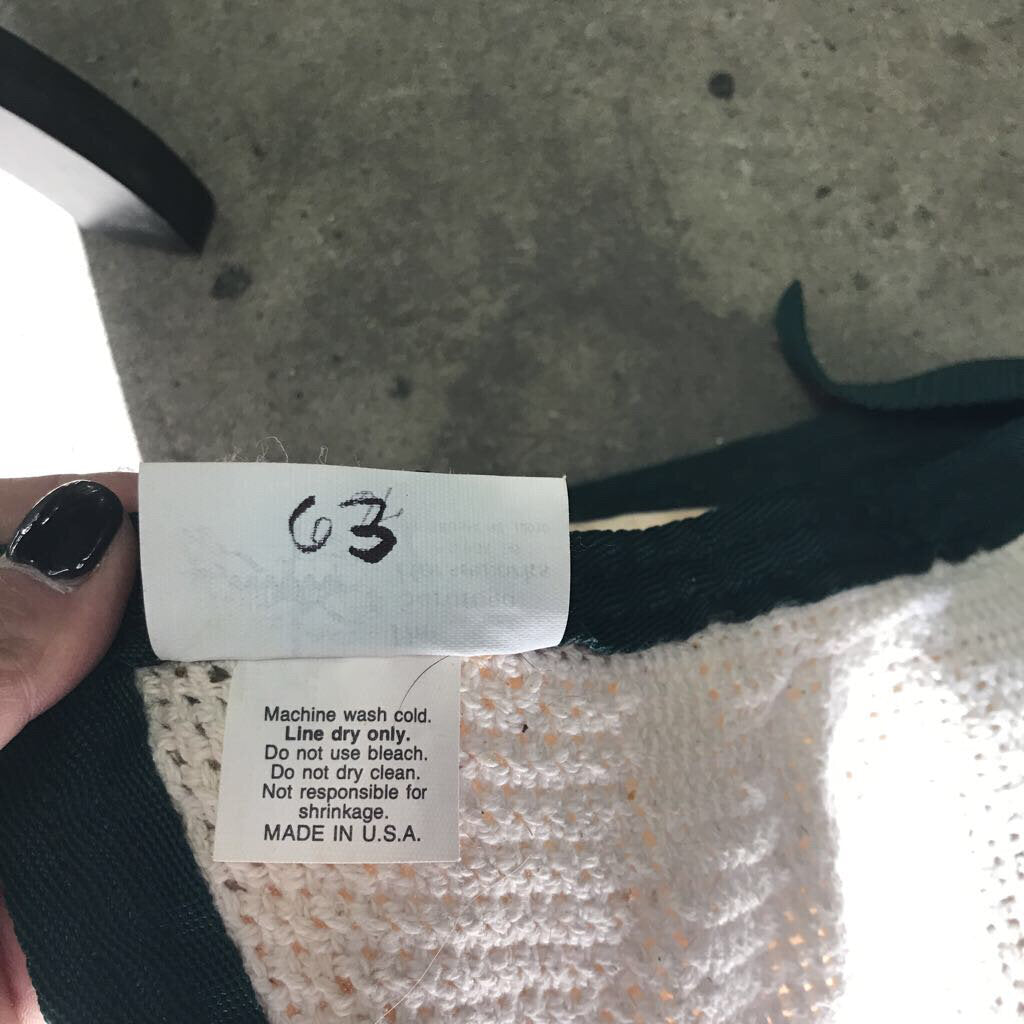 63
Machine wash cold.
Line dry only.
Do not use bleach.
Do not dry clean.
Not responsible for
shrinkage.
MADE IN U.S.A.